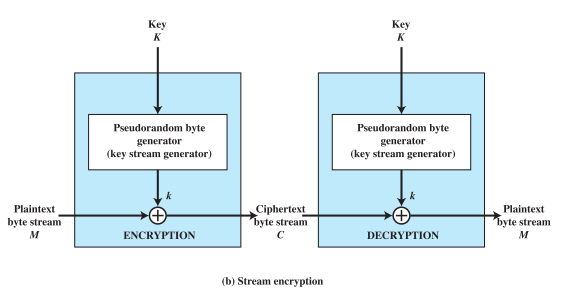 Key
K
Key
K
Pseudorandom byte
generator
(key stream generator)
Pseudorandom byte
generator
(key stream generator)
k
k
Plaintext
byte stream
M
ENCRYPTION
Ciphertext
byte stream
C
DECRYPTION
Plaintext
byte stream
M
(b) Stream encryption